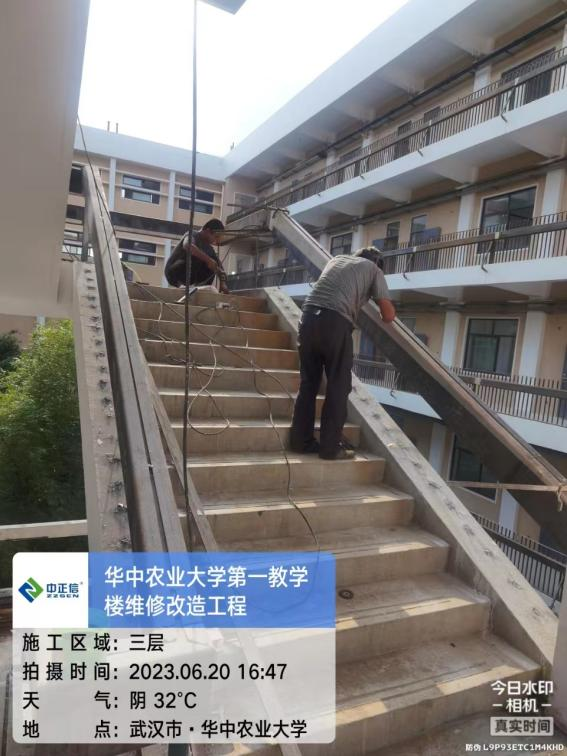 中正信®
ZZSEN
华中农业大学第一教学
楼维修改造工程
施工区域：三层
拍摄时间：2023.06.20 16:47
天气：阴 32℃
地点：武汉市·华中农业大学
今日水印
-相机-
真实时间
防伪 L9P93ETC1M4KHD